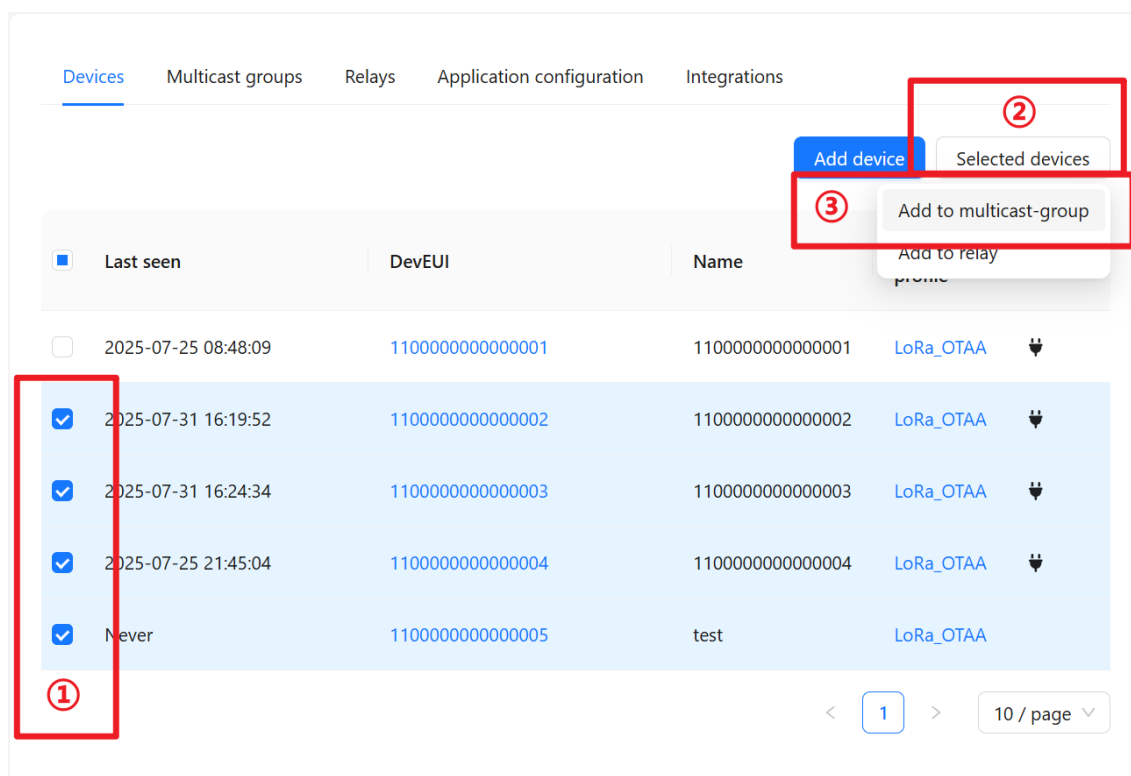 Devices Multicast groups Relays Application configuration Integrations
②
Add device Selected devices
③ Add to multicast-group
Add to relay
Last seen DevEUI Name profile
2025-07-25 08:48:09 1100000000000001 1100000000000001 LoRa_OTAA
2025-07-31 16:19:52 1100000000000002 1100000000000002 LoRa_OTAA
2025-07-31 16:24:34 1100000000000003 1100000000000003 LoRa_OTAA
2025-07-25 21:45:04 1100000000000004 1100000000000004 LoRa_OTAA
Never 1100000000000005 test LoRa_OTAA
①
< 1 > 10 / page